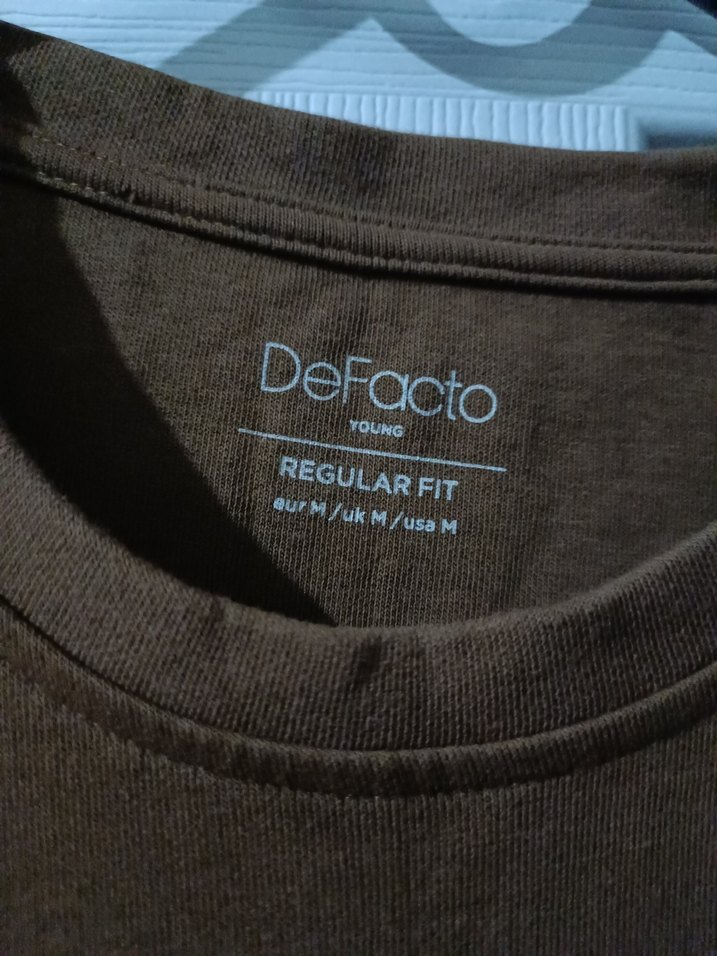 DeFacto
YOUNG
REGULAR FIT
eur M / uk M / usa M